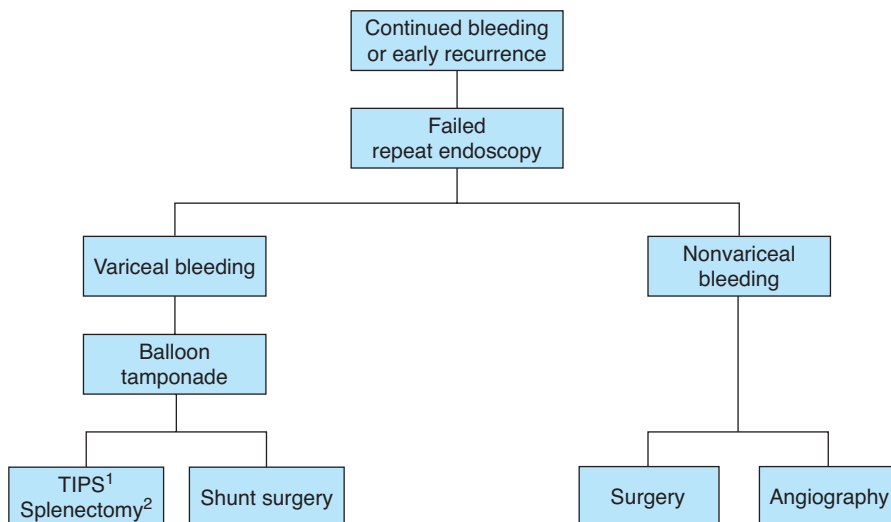 Continued bleeding
or early recurrence
Failed
repeat endoscopy
Variceal bleeding
Nonvariceal
bleeding
Balloon
tamponade
TIPS¹
Splenectomy²
Shunt surgery
Surgery
Angiography